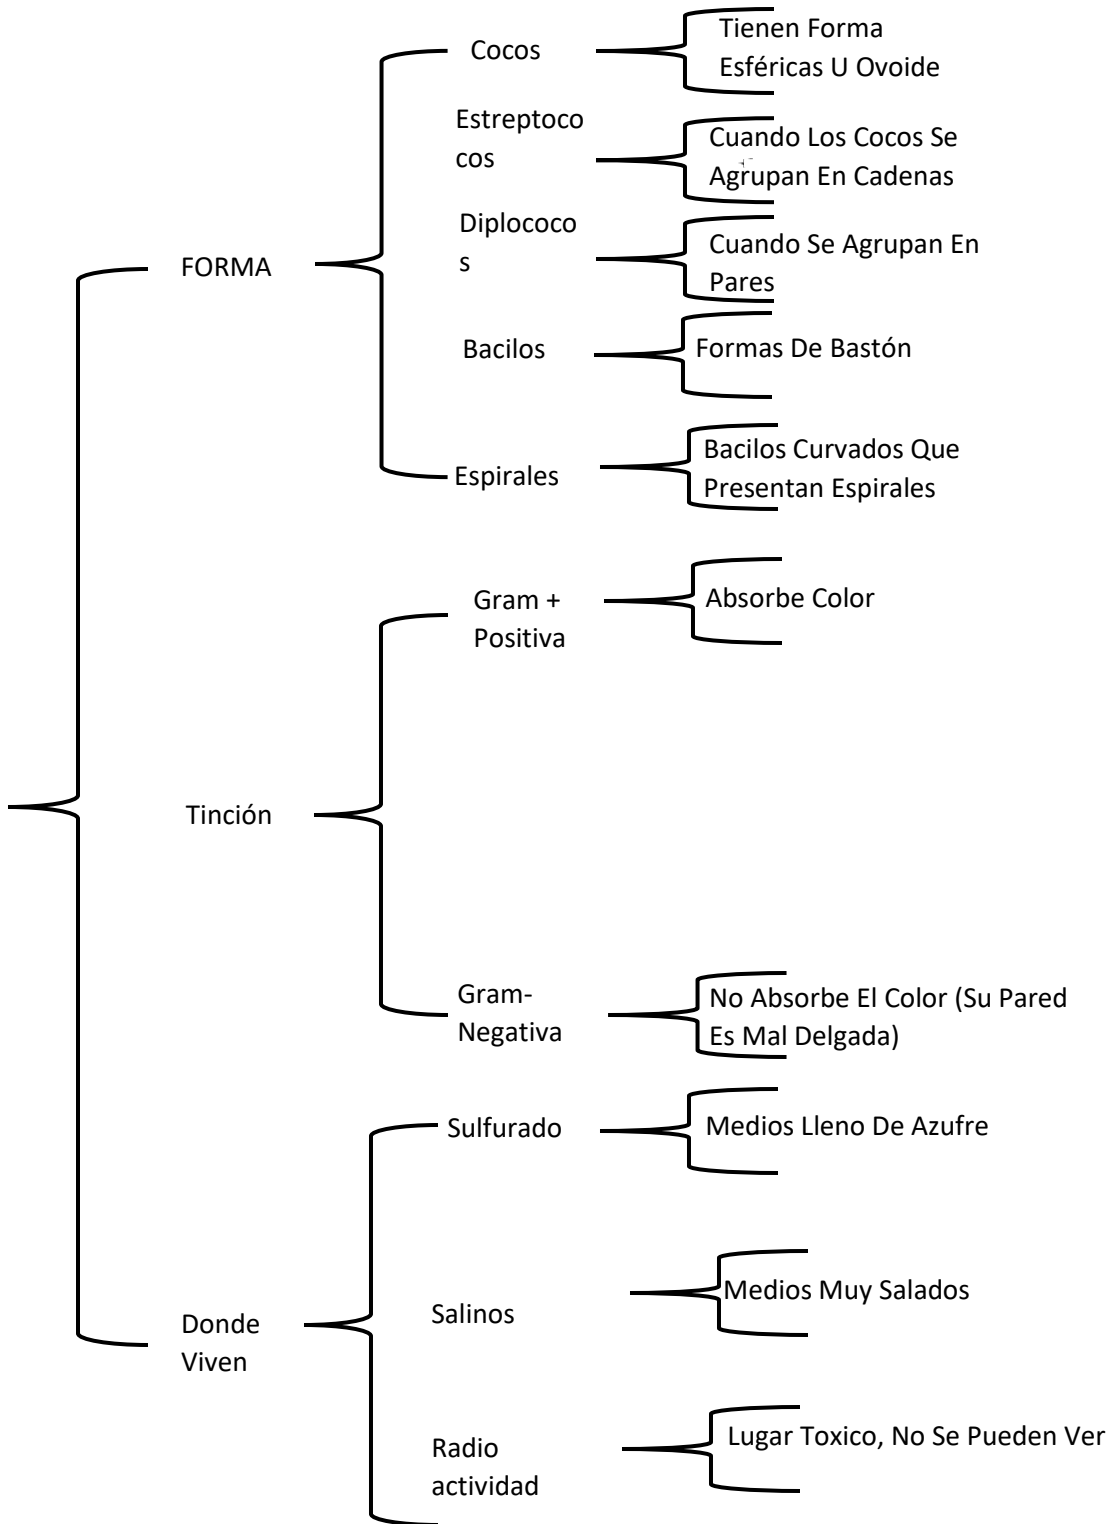 Cocos
Tienen Forma
Esféricas U Ovoide
Estreptoco
cos
Cuando Los Cocos Se
Agrupan En Cadenas
Diplococo
s
Cuando Se Agrupan En
Pares
FORMA
Bacilos
Formas De Bastón
Espirales
Bacilos Curvados Que
Presentan Espirales
Gram +
Positiva
Absorbe Color
Tinción
Gram-
Negativa
No Absorbe El Color (Su Pared
Es Mal Delgada)
Sulfurado
Medios Lleno De Azufre
Donde
Viven
Salinos
Medios Muy Salados
Radio
actividad
Lugar Toxico, No Se Pueden Ver